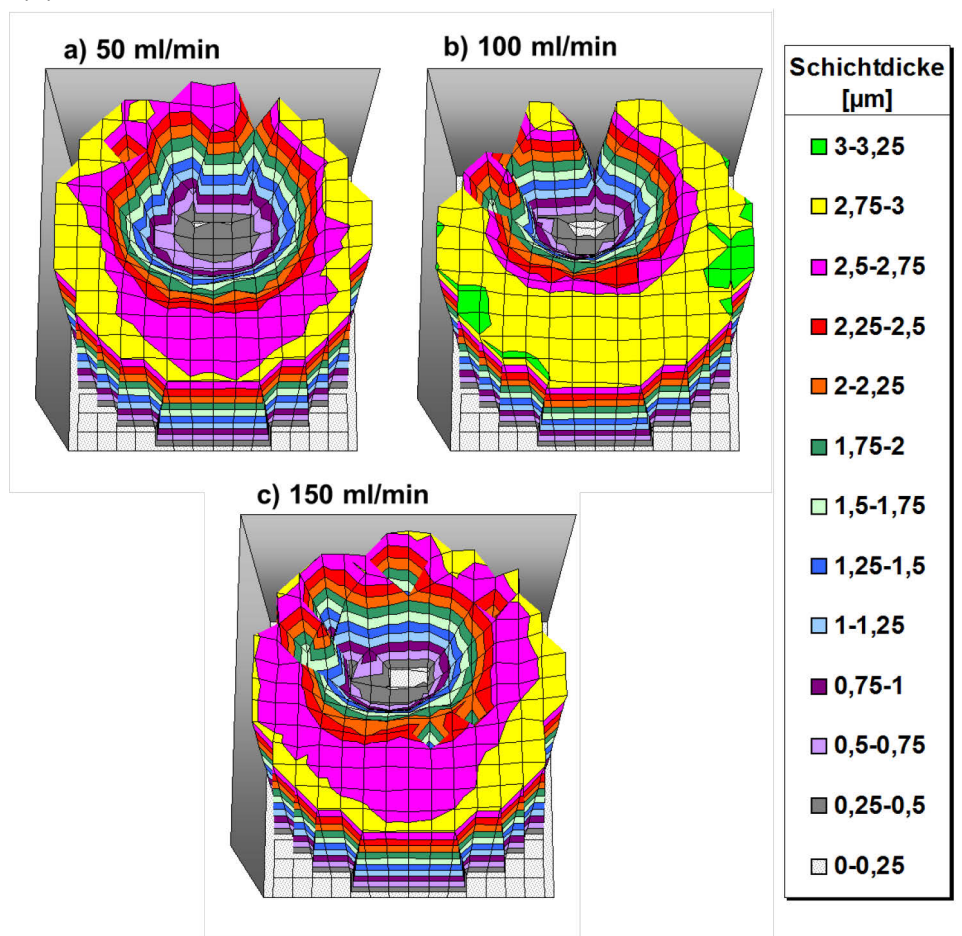 a) 50 ml/min
b) 100 ml/min
c) 150 ml/min
Schichtdicke
[µm]
3-3,25
2,75-3
2,5-2,75
2,25-2,5
2-2,25
1,75-2
1,5-1,75
1,25-1,5
1-1,25
0,75-1
0,5-0,75
0,25-0,5
0-0,25